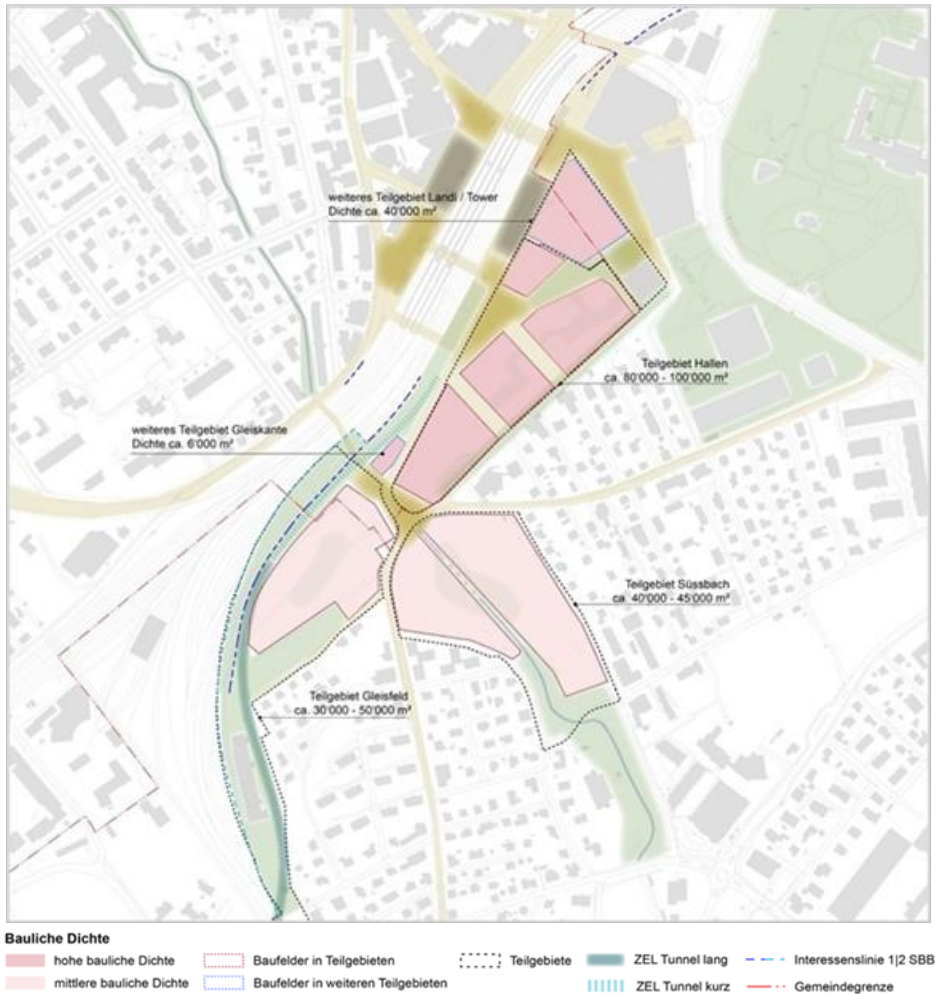 weiteres Teilgebiet Landi / Tower
Dichte ca. 40'000 m²
Teilgebiet Hallen
ca. 80'000 - 100'000 m²
weiteres Teilgebiet Gleiskante
Dichte ca. 6'000 m²
Teilgebiet Süssbach
ca. 40'000 - 45'000 m²
Teilgebiet Gleisfeld
ca. 30'000 - 50'000 m²
Bauliche Dichte
hohe bauliche Dichte
Baufelder in Teilgebieten
Teilgebiete
ZEL Tunnel lang
Interessenslinie 1|2 SBB
mittlere bauliche Dichte
Baufelder in weiteren Teilgebieten
ZEL Tunnel kurz
Gemeindegrenze